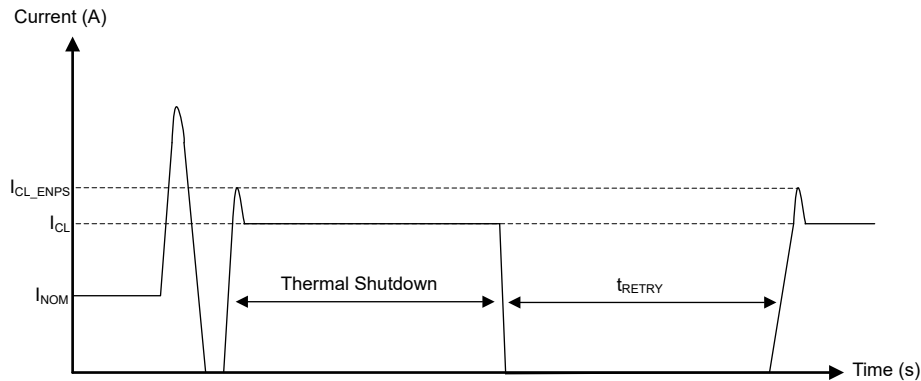 Current (A)
I_CL_ENPS
I_CL
I_NOM
Thermal Shutdown
t_RETRY
Time (s)